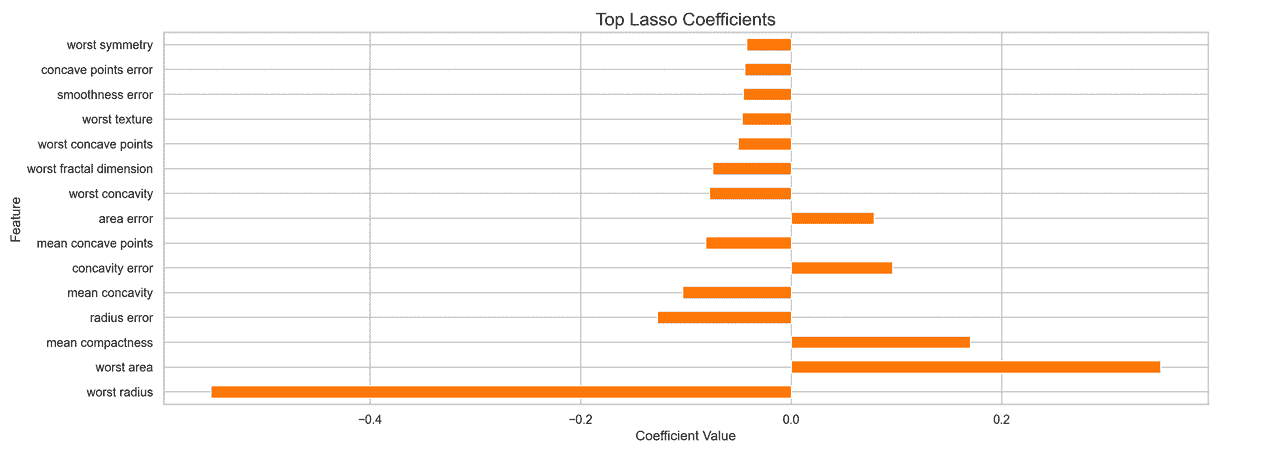 Top Lasso Coefficients
worst symmetry
concave points error
smoothness error
worst texture
worst concave points
worst fractal dimension
worst concavity
area error
mean concave points
concavity error
mean concavity
radius error
mean compactness
worst area
worst radius
Feature
−0.4
−0.2
0.0
0.2
Coefficient Value